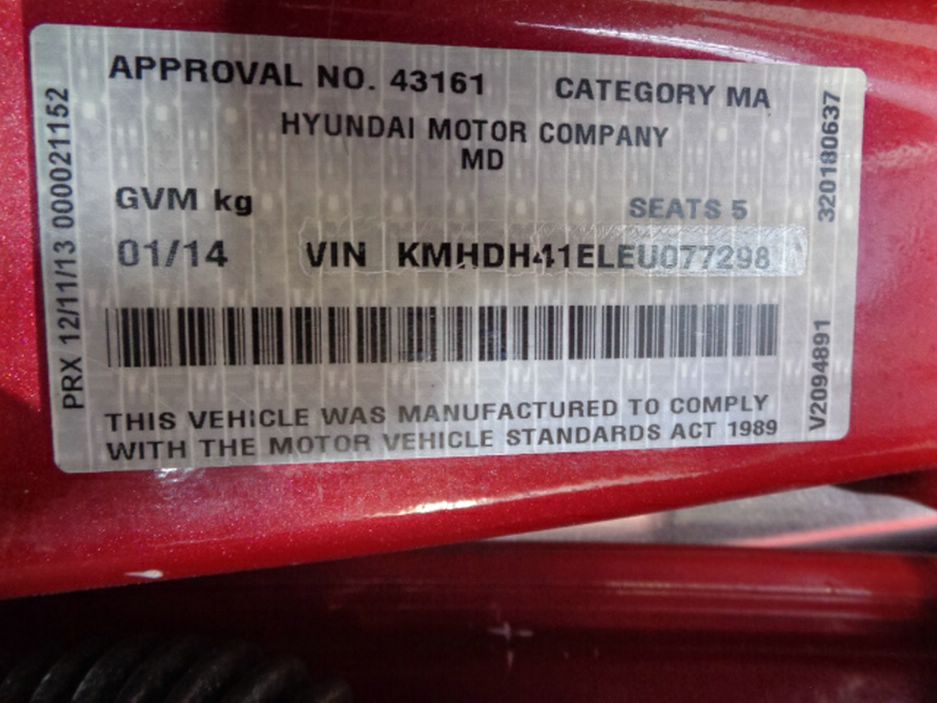 APPROVAL NO. 43161 CATEGORY MA
HYUNDAI MOTOR COMPANY
MD
GVM kg SEATS 5
01/14 VIN KMHDH41ELEU077298
THIS VEHICLE WAS MANUFACTURED TO COMPLY
WITH THE MOTOR VEHICLE STANDARDS ACT 1989
PRX 12/11/13 000021152
V2094891 320180637